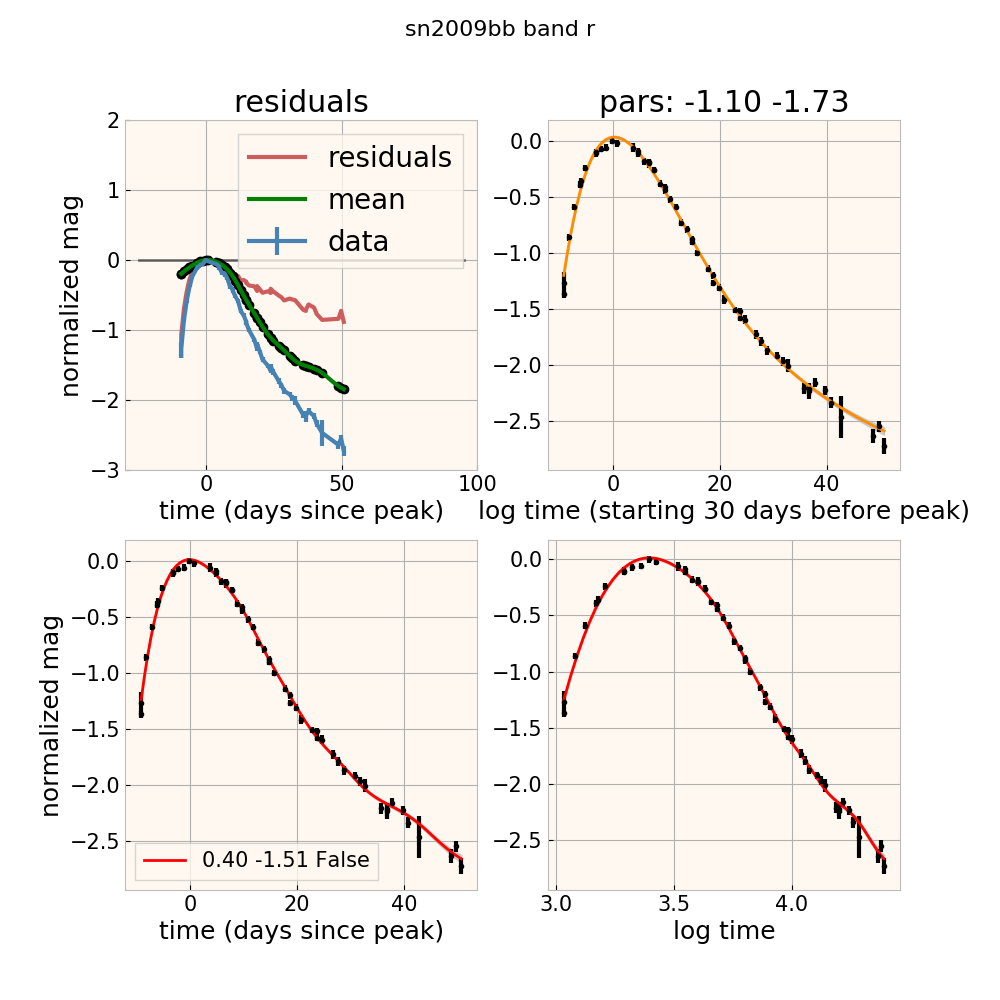 sn2009bb band r
residuals
pars: -1.10 -1.73
2
1
0
−1
−2
−3
normalized mag
residuals
mean
data
0
50
100
time (days since peak)
0.0
−0.5
−1.0
−1.5
−2.0
−2.5
0
20
40
log time (starting 30 days before peak)
0.0
−0.5
−1.0
−1.5
−2.0
−2.5
normalized mag
0.40 -1.51 False
0
20
40
time (days since peak)
0.0
−0.5
−1.0
−1.5
−2.0
−2.5
3.0
3.5
4.0
log time